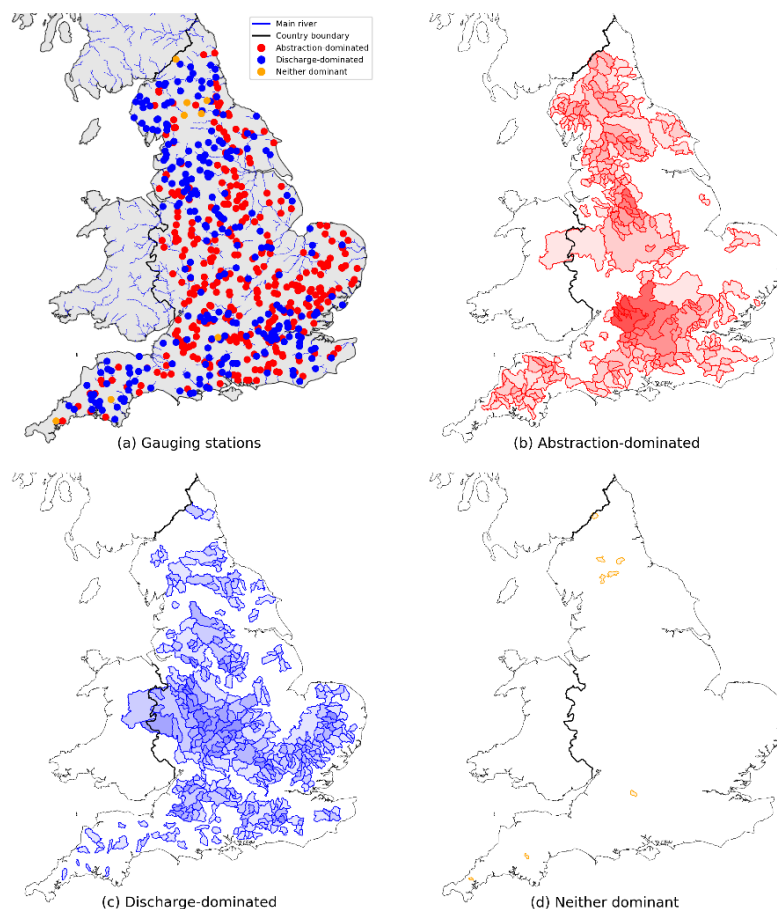 Main river
Country boundary
Abstraction dominated
Discharge-dominated
Neither dominant
(a) Gauging stations
(b) Abstraction-dominated
(c) Discharge-dominated
(d) Neither dominant